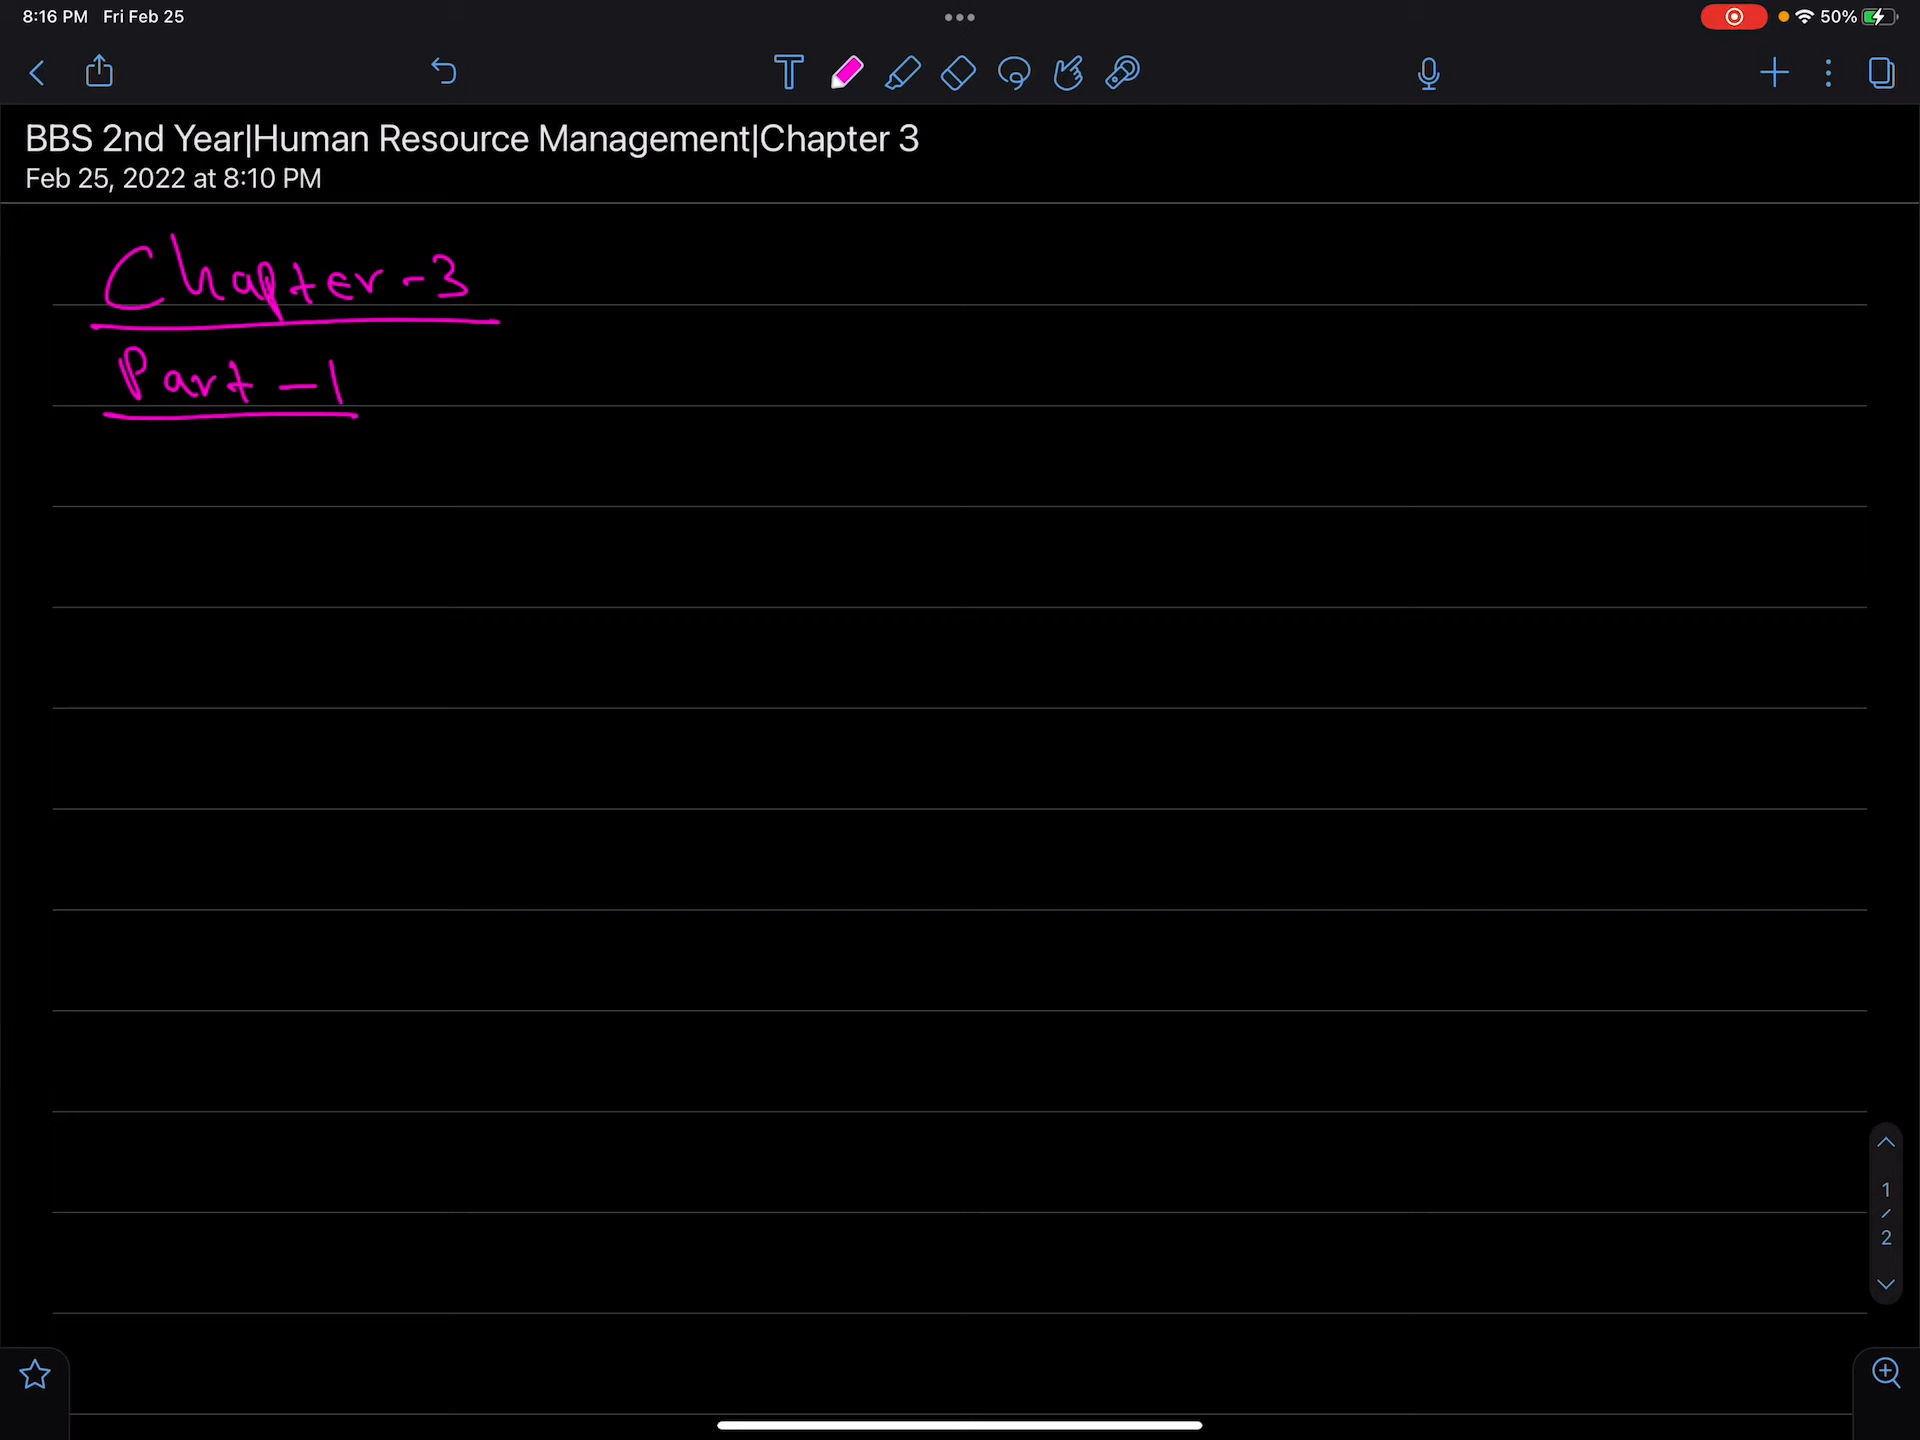 8:16 PM Fri Feb 25
50%
BBS 2nd Year|Human Resource Management|Chapter 3
Feb 25, 2022 at 8:10 PM
Chapter-3
Part-1
1
/
2